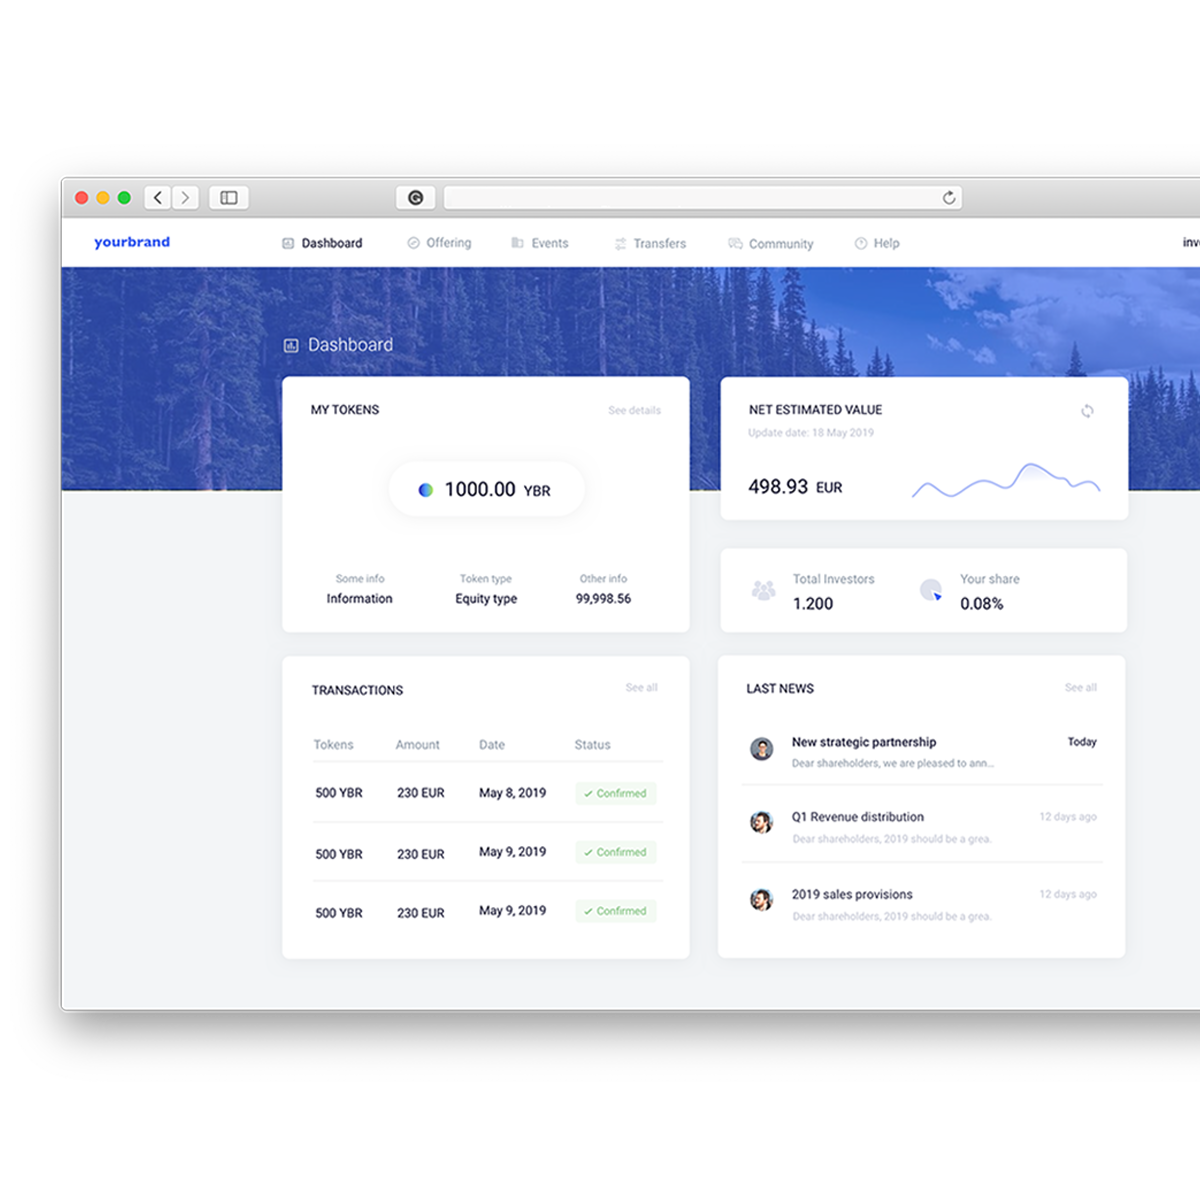 yourbrand
Dashboard
Offering
Events
Transfers
Community
Help
Dashboard
MY TOKENS
See details
1000.00 YBR
Some info
Information
Token type
Equity type
Other info
99,998.56
NET ESTIMATED VALUE
Update date: 18 May 2019
498.93 EUR
Total Investors
1.200
Your share
0.08%
TRANSACTIONS
See all
Tokens Amount Date Status
500 YBR 230 EUR May 8, 2019 Confirmed
500 YBR 230 EUR May 9, 2019 Confirmed
500 YBR 230 EUR May 9, 2019 Confirmed
LAST NEWS
See all
New strategic partnership
Today
Dear shareholders, we are pleased to ann...
Q1 Revenue distribution
12 days ago
Dear shareholders, 2019 should be a grea.
2019 sales provisions
12 days ago
Dear shareholders, 2019 should be a grea.